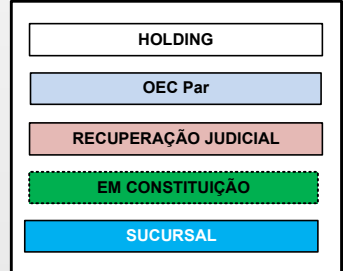 HOLDING
OEC Par
RECUPERAÇÃO JUDICIAL
EM CONSTITUIÇÃO
SUCURSAL